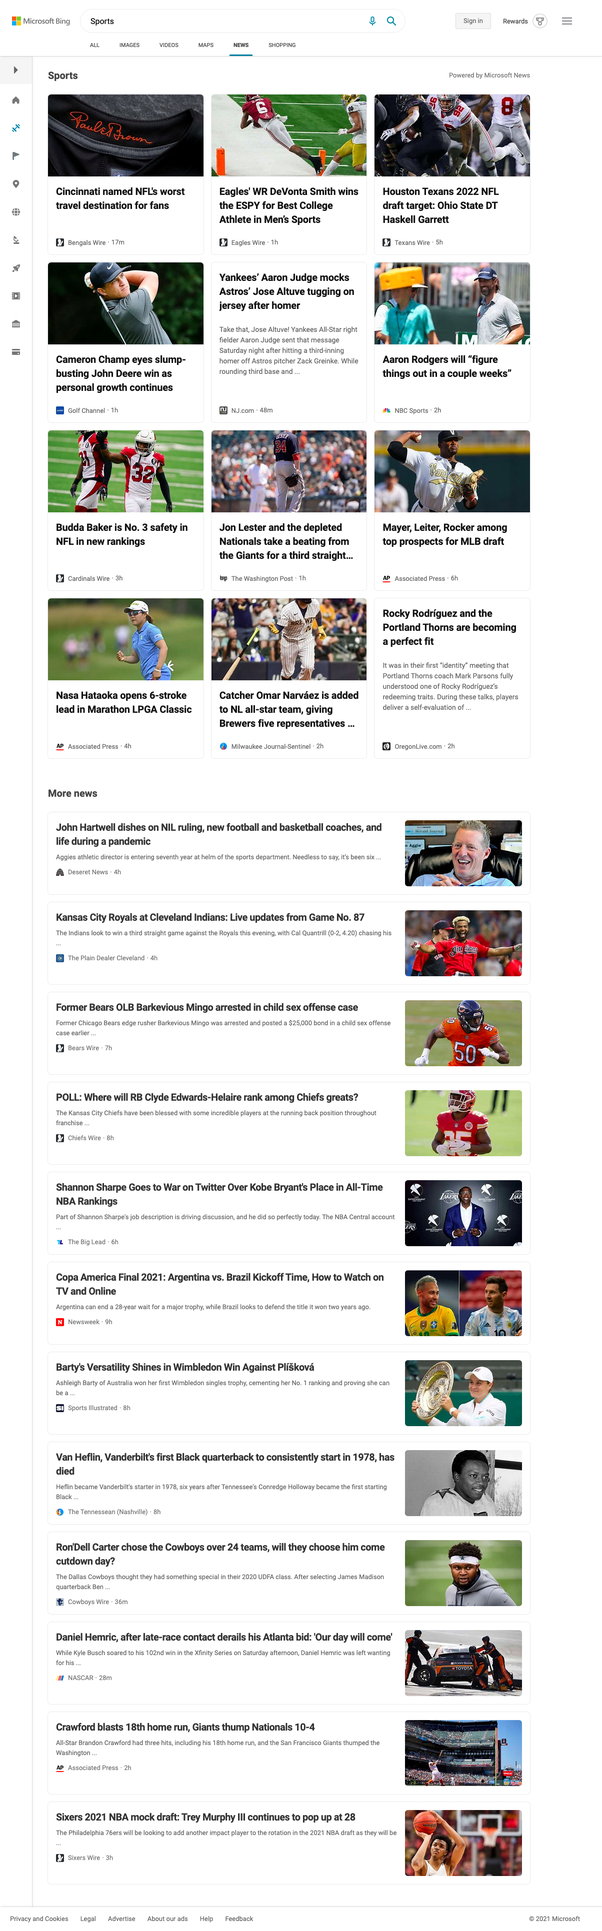 Microsoft Bing
Sports
Sign in
Rewards
ALL
IMAGES
VIDEOS
MAPS
NEWS
SHOPPING
Sports
Powered by Microsoft News
Paul Brown
Cincinnati named NFL's worst
travel destination for fans
Bengals Wire · 17m
Eagles' WR DeVonta Smith wins
the ESPY for Best College
Athlete in Men's Sports
Eagles Wire · 1h
Houston Texans 2022 NFL
draft target: Ohio State DT
Haskell Garrett
Texans Wire · 5h
Cameron Champ eyes slump-
busting John Deere win as
personal growth continues
Golf Channel · 1h
Yankees’ Aaron Judge mocks
Astros’ Jose Altuve tugging on
jersey after homer
Take that, Jose Altuve! Yankees All-Star right
fielder Aaron Judge sent that message
Saturday night after hitting a third-inning
homer off Astros pitcher Zack Greinke. While
rounding third base and ...
NJ.com · 48m
Aaron Rodgers will “figure
things out in a couple weeks”
NBC Sports · 2h
Budda Baker is No. 3 safety in
NFL in new rankings
Cardinals Wire · 3h
Jon Lester and the depleted
Nationals take a beating from
the Giants for a third straight...
The Washington Post · 1h
Mayer, Leiter, Rocker among
top prospects for MLB draft
AP Associated Press · 6h
Nasa Hataoka opens 6-stroke
lead in Marathon LPGA Classic
AP Associated Press · 4h
Catcher Omar Narváez is added
to NL all-star team, giving
Brewers five representatives ...
Milwaukee Journal-Sentinel · 2h
Rocky Rodríguez and the
Portland Thorns are becoming
a perfect fit
It was in their first “identity” meeting that
Portland Thorns coach Mark Parsons fully
understood one of Rocky Rodríguez's
redeeming traits. During these talks, players
deliver a self-evaluation of ...
OregonLive.com · 2h
More news
John Hartwell dishes on NIL ruling, new football and basketball coaches, and
life during a pandemic
Aggies athletic director is entering seventh year at helm of the sports department. Needless to say, it's been six ...
Deseret News · 4h
Kansas City Royals at Cleveland Indians: Live updates from Game No. 87
The Indians look to win a third straight game against the Royals this evening, with Cal Quantrill (0-2, 4.20) chasing his
...
The Plain Dealer Cleveland · 4h
Former Bears OLB Barkevious Mingo arrested in child sex offense case
Former Chicago Bears edge rusher Barkevious Mingo was arrested and posted a $25,000 bond in a child sex offense
case earlier ...
Bears Wire · 7h
50
POLL: Where will RB Clyde Edwards-Helaire rank among Chiefs greats?
The Kansas City Chiefs have been blessed with some incredible players at the running back position throughout
franchise ...
Chiefs Wire · 8h
Shannon Sharpe Goes to War on Twitter Over Kobe Bryant's Place in All-Time
NBA Rankings
Part of Shannon Sharpe's job description is driving discussion, and he did so perfectly today. The NBA Central account
...
The Big Lead · 6h
Copa America Final 2021: Argentina vs. Brazil Kickoff Time, How to Watch on
TV and Online
Argentina can end a 28-year wait for a major trophy, while Brazil looks to defend the title it won two years ago.
Newsweek · 9h
10
Barty's Versatility Shines in Wimbledon Win Against Plíšková
Ashleigh Barty of Australia won her first Wimbledon singles trophy, cementing her No. 1 ranking and proving she can
be a ...
Sports Illustrated · 8h
Van Heflin, Vanderbilt's first Black quarterback to consistently start in 1978, has
died
Heflin became Vanderbilt's starter in 1978, six years after Tennessee's Conredge Holloway became the first starting
Black ...
The Tennessean (Nashville) · 8h
Ron'Dell Carter chose the Cowboys over 24 teams, will they choose him come
cutdown day?
The Dallas Cowboys thought they had something special in their 2020 UDFA class. After selecting James Madison
quarterback Ben ...
Cowboys Wire · 36m
Daniel Hemric, after late-race contact derails his Atlanta bid: 'Our day will come'
While Kyle Busch soared to his 102nd win in the Xfinity Series on Saturday afternoon, Daniel Hemric was left wanting
for his ...
NASCAR · 28m
TOYOTA
Crawford blasts 18th home run, Giants thump Nationals 10-4
All-Star Brandon Crawford had three hits, including his 18th home run, and the San Francisco Giants thumped the
Washington ...
AP Associated Press · 2h
Sixers 2021 NBA mock draft: Trey Murphy III continues to pop up at 28
The Philadelphia 76ers will be looking to add another impact player to the rotation in the 2021 NBA draft as they will be
...
Sixers Wire · 3h
Privacy and Cookies
Legal
Advertise
About our ads
Help
Feedback
© 2021 Microsoft